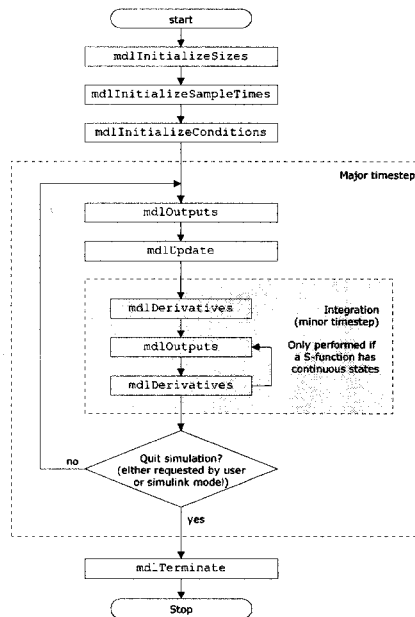 start
mdlInitializeSizes
mdlInitializeSampleTimes
mdlInitializeConditions
Major timestep
mdlOutputs
mdlUpdate
mdlDerivatives
Integration
(minor timestep)
mdlOutputs
Only performed if
a S-function has
continuous states
mdlDerivatives
Quit simulation?
(either requested by user
or simulink model)
no
yes
mdlTerminate
Stop